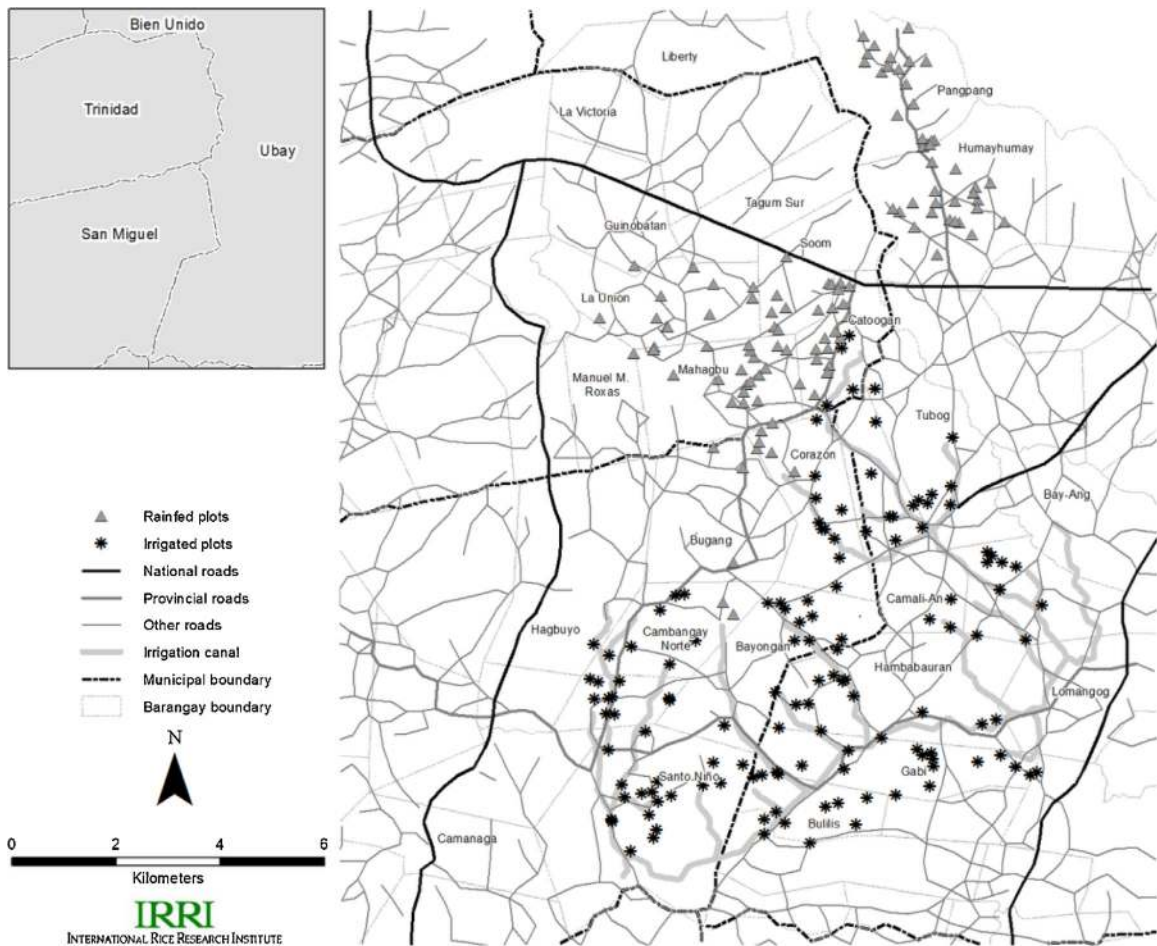 Bien Unido
Trinidad
Ubay
San Miguel
Rainfed plots
Irrigated plots
National roads
Provincial roads
Other roads
Irrigation canal
Municipal boundary
Barangay boundary
N
0 2 4 6
Kilometers
IRRI
INTERNATIONAL RICE RESEARCH INSTITUTE
Liberty
Pangpang
La Victoria
Humayhumay
Tagum Sur
Guinobatan
Soom
La Union
Catoogan
Mahagbu
Manuel M.
Roxas
Tubog
Corazon
Bay-Ang
Bugang
Camali-An
Hagbuyo
Cambangay
Norte
Bayongan
Hambabauran
Lomangog
Santo Niño
Gabi
Bulilis
Camanaga